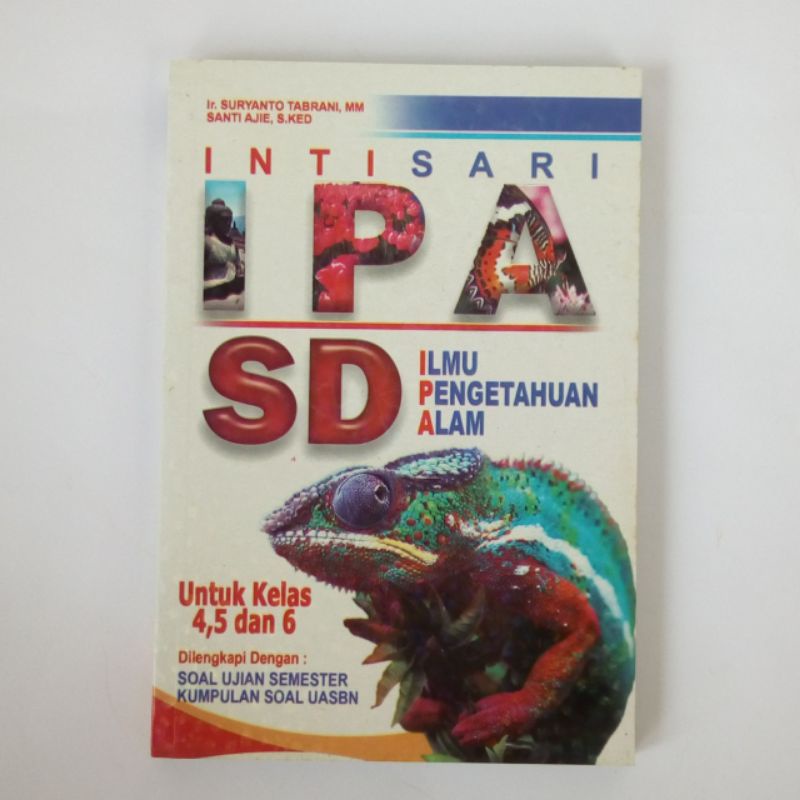 Ir. SURYANTO TABRANI, MM
SANTI AJIE, S.KED
INTISARI
IPA
SD
ILMU
PENGETAHUAN
ALAM
Untuk Kelas
4,5 dan 6
Dilengkapi Dengan :
SOAL UJIAN SEMESTER
KUMPULAN SOAL UASBN